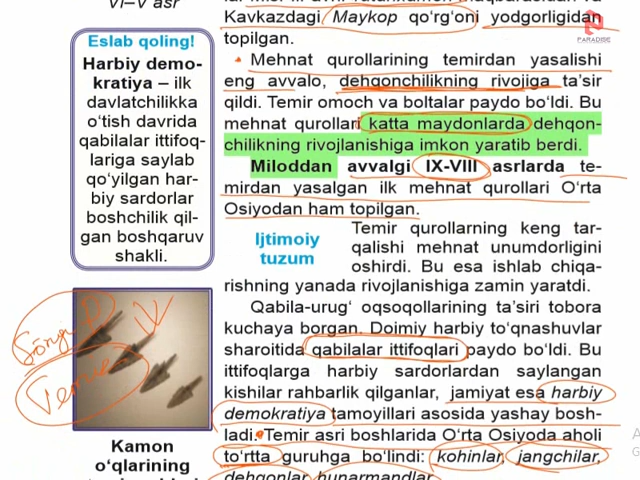 VI–V asr
Eslab qoling!
Harbiy demo-
kratiya – ilk
davlatchilikka
o‘tish davrida
qabilalar ittifoq-
lariga saylab
qo‘yilgan har-
biy sardorlar
boshchilik qil-
gan boshqaruv
shakli.
Kamon
o‘qlarining
Kavkazdagi Maykop qo‘rg‘oni yodgorligidan
topilgan.
PARADISE
Mehnat qurollarining temirdan yasalishi
eng avvalo, dehqonchilikning rivojiga ta’sir
qildi. Temir omoch va boltalar paydo bo‘ldi. Bu
mehnat qurollari katta maydonlarda dehqon-
chilikning rivojlanishiga imkon yaratib berdi.
Miloddan avvalgi IX-VIII asrlarda te-
mirdan yasalgan ilk mehnat qurollari O‘rta
Osiyodan ham topilgan.
Ijtimoiy
tuzum
Temir qurollarning keng tar-
qalishi mehnat unumdorligini
oshirdi. Bu esa ishlab chiqa-
rishning yanada rivojlanishiga zamin yaratdi.
Qabila-urug‘ oqsoqollarining ta’siri tobora
kuchaya borgan. Doimiy harbiy to‘qnashuvlar
sharoitida qabilalar ittifoqlari paydo bo‘ldi. Bu
ittifoqlarga harbiy sardorlardan saylangan
kishilar rahbarlik qilganlar, jamiyat esa harbiy
demokratiya tamoyillari asosida yashay bosh-
ladi. Temir asri boshlarida O‘rta Osiyoda aholi
to‘rtta guruhga bo‘lindi: kohinlar, jangchilar,
dehqonlar, hunarmandlar.